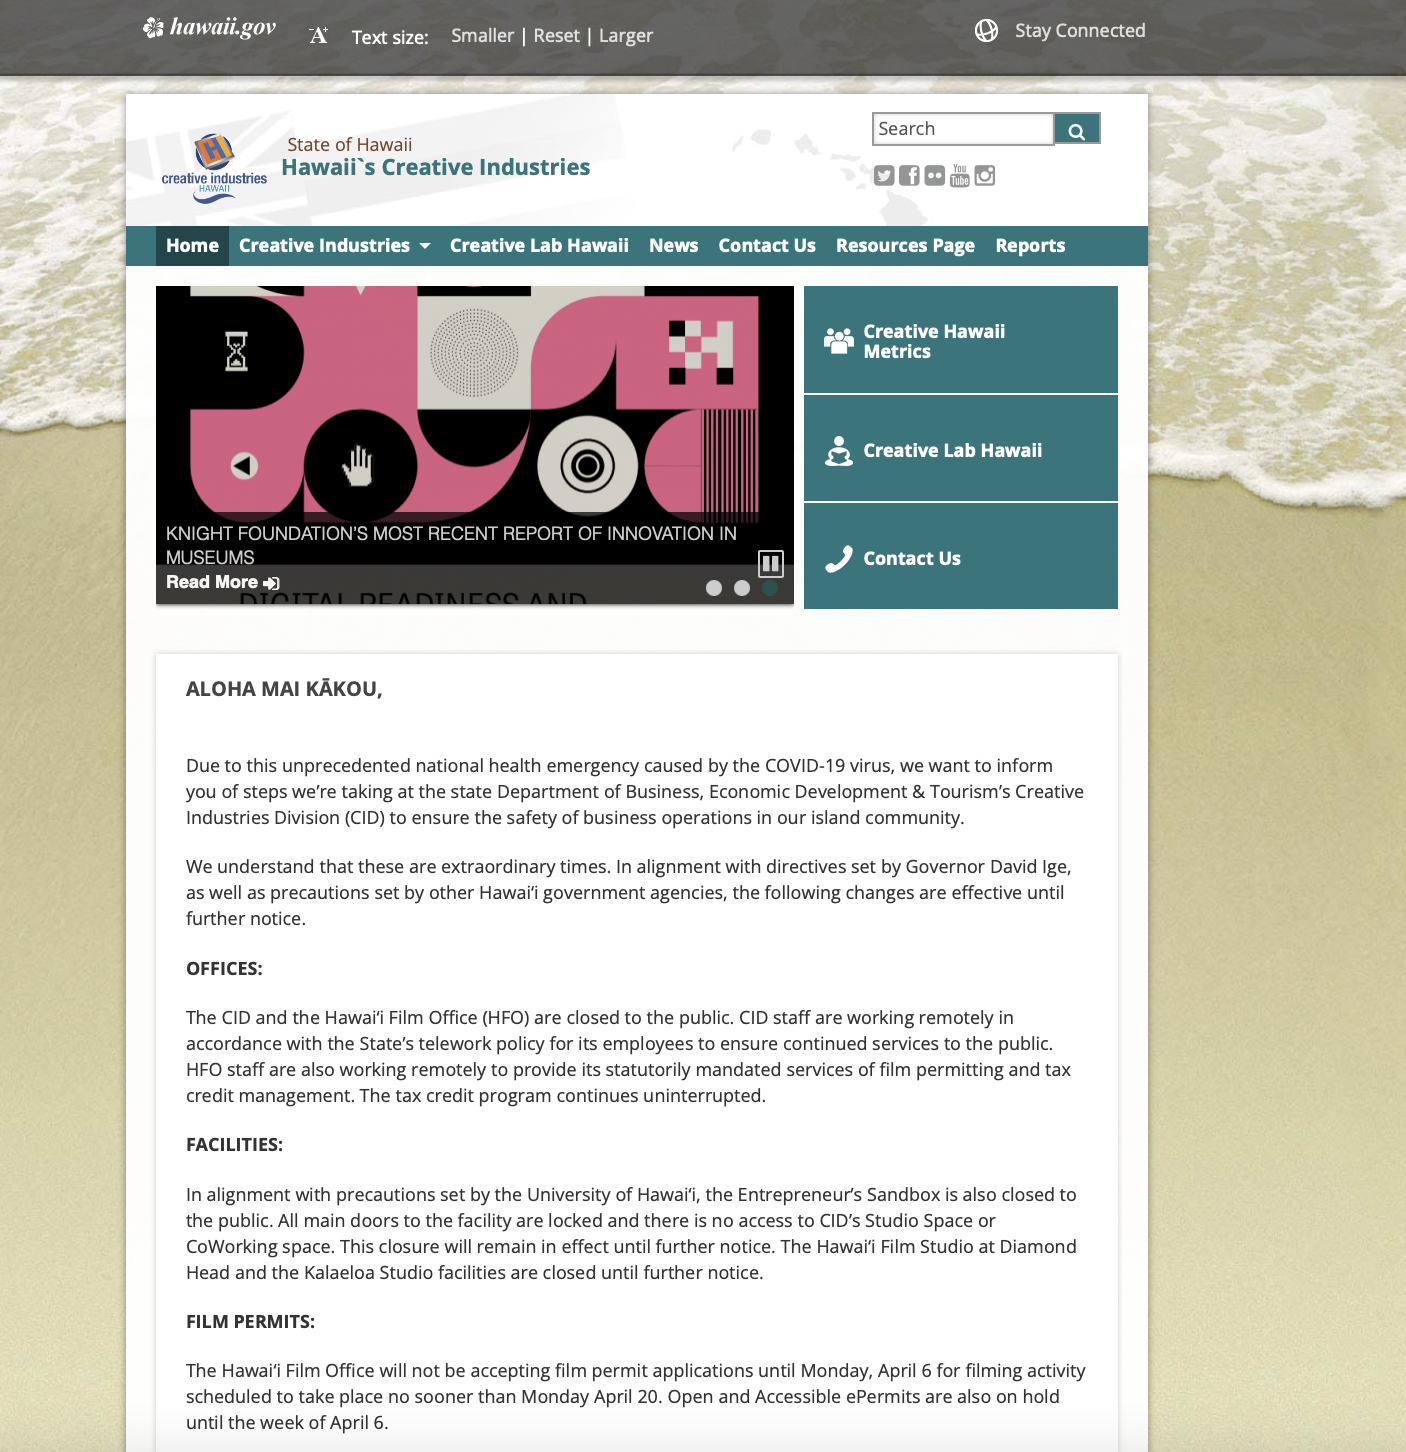 hawaii.gov
Text size: Smaller | Reset | Larger
Stay Connected
Search
creative industries
HAWAII
State of Hawaii
Hawaii`s Creative Industries
You
Tube
Home Creative Industries Creative Lab Hawaii News Contact Us Resources Page Reports
KNIGHT FOUNDATION'S MOST RECENT REPORT OF INNOVATION IN
MUSEUMS
Read More
DIGITAL READINESS AND
Creative Hawaii
Metrics
Creative Lab Hawaii
Contact Us
ALOHA MAI KĀKOU,
Due to this unprecedented national health emergency caused by the COVID-19 virus, we want to inform
you of steps we’re taking at the state Department of Business, Economic Development & Tourism’s Creative
Industries Division (CID) to ensure the safety of business operations in our island community.
We understand that these are extraordinary times. In alignment with directives set by Governor David Ige,
as well as precautions set by other Hawai‘i government agencies, the following changes are effective until
further notice.
OFFICES:
The CID and the Hawai‘i Film Office (HFO) are closed to the public. CID staff are working remotely in
accordance with the State’s telework policy for its employees to ensure continued services to the public.
HFO staff are also working remotely to provide its statutorily mandated services of film permitting and tax
credit management. The tax credit program continues uninterrupted.
FACILITIES:
In alignment with precautions set by the University of Hawai‘i, the Entrepreneur’s Sandbox is also closed to
the public. All main doors to the facility are locked and there is no access to CID’s Studio Space or
CoWorking space. This closure will remain in effect until further notice. The Hawai‘i Film Studio at Diamond
Head and the Kalaeloa Studio facilities are closed until further notice.
FILM PERMITS:
The Hawai‘i Film Office will not be accepting film permit applications until Monday, April 6 for filming activity
scheduled to take place no sooner than Monday April 20. Open and Accessible ePermits are also on hold
until the week of April 6.